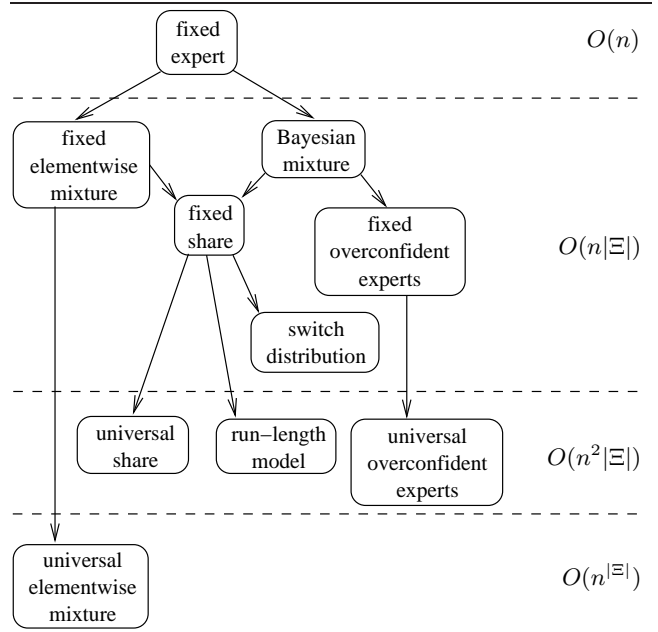 fixed
expert
O(n)
fixed
elementwise
mixture
Bayesian
mixture
fixed
share
fixed
overconfident
experts
O(n|Ξ|)
switch
distribution
universal
share
run−length
model
universal
overconfident
experts
O(n²|Ξ|)
universal
elementwise
mixture
O(n^{|Ξ|})